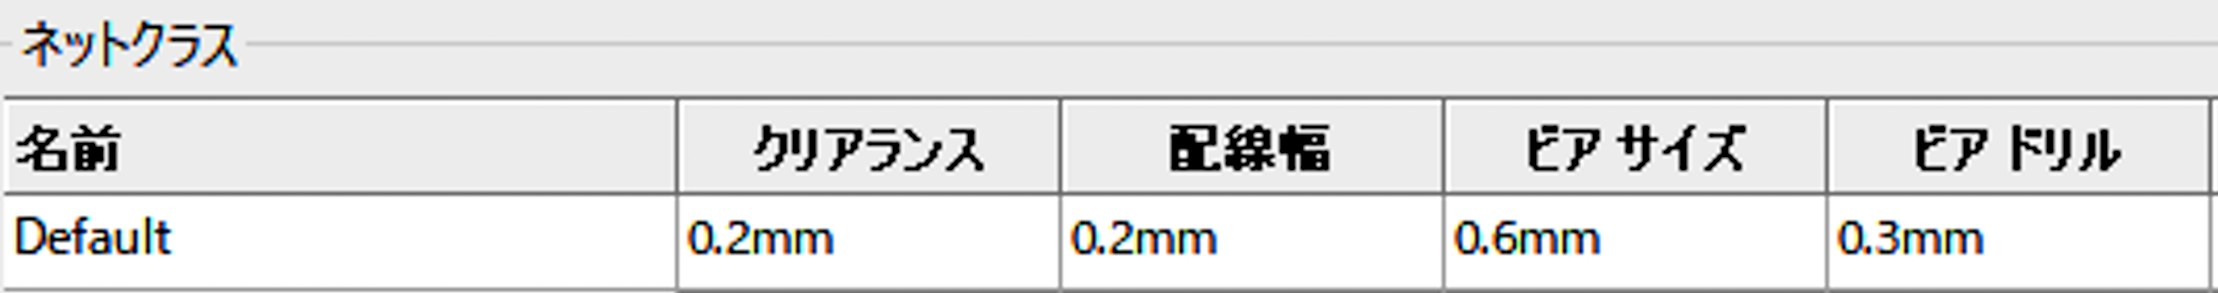 ネットクラス
名前 クリアランス 配線幅 ビア サイズ ビア ドリル
Default 0.2mm 0.2mm 0.6mm 0.3mm